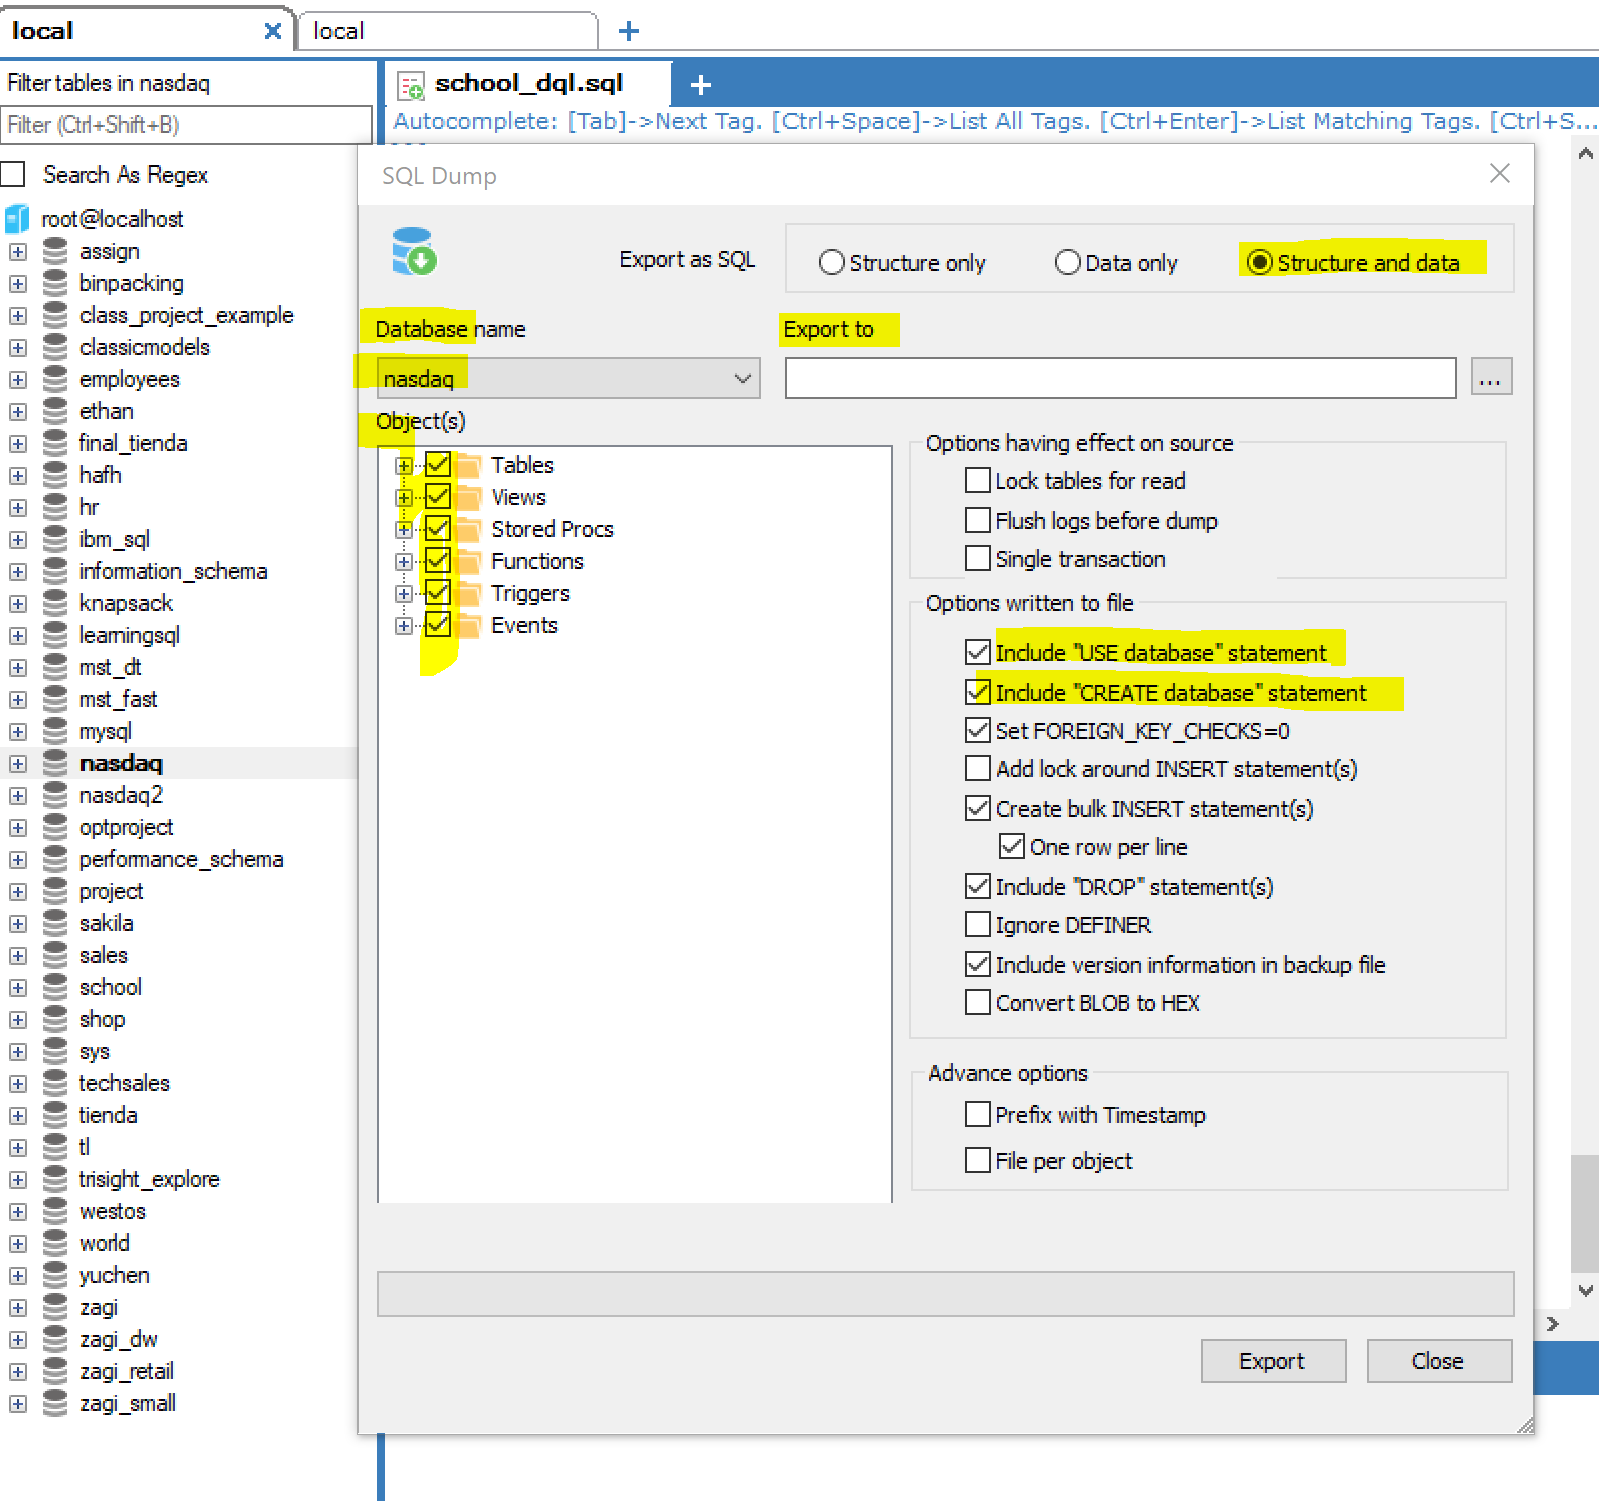 local
local
Filter tables in nasdaq
Filter (Ctrl+Shift+B)
Search As Regex
root@localhost
assign
binpacking
class_project_example
classicmodels
employees
ethan
final_tienda
hafh
hr
ibm_sql
information_schema
knapsack
learningsql
mst_dt
mst_fast
mysql
nasdaq
nasdaq2
optproject
performance_schema
project
sakila
sales
school
shop
sys
techsales
tienda
tl
trisight_explore
westos
world
yuchen
zagi
zagi_dw
zagi_retail
zagi_small
school_dql.sql
Autocomplete: [Tab]->Next Tag. [Ctrl+Space]->List All Tags. [Ctrl+Enter]->List Matching Tags. [Ctrl+S...
SQL Dump
Export as SQL
Structure only
Data only
Structure and data
Database name
Export to
nasdaq
...
Object(s)
Tables
Views
Stored Procs
Functions
Triggers
Events
Options having effect on source
Lock tables for read
Flush logs before dump
Single transaction
Options written to file
Include "USE database" statement
Include "CREATE database" statement
Set FOREIGN_KEY_CHECKS=0
Add lock around INSERT statement(s)
Create bulk INSERT statement(s)
One row per line
Include "DROP" statement(s)
Ignore DEFINER
Include version information in backup file
Convert BLOB to HEX
Advance options
Prefix with Timestamp
File per object
Export
Close